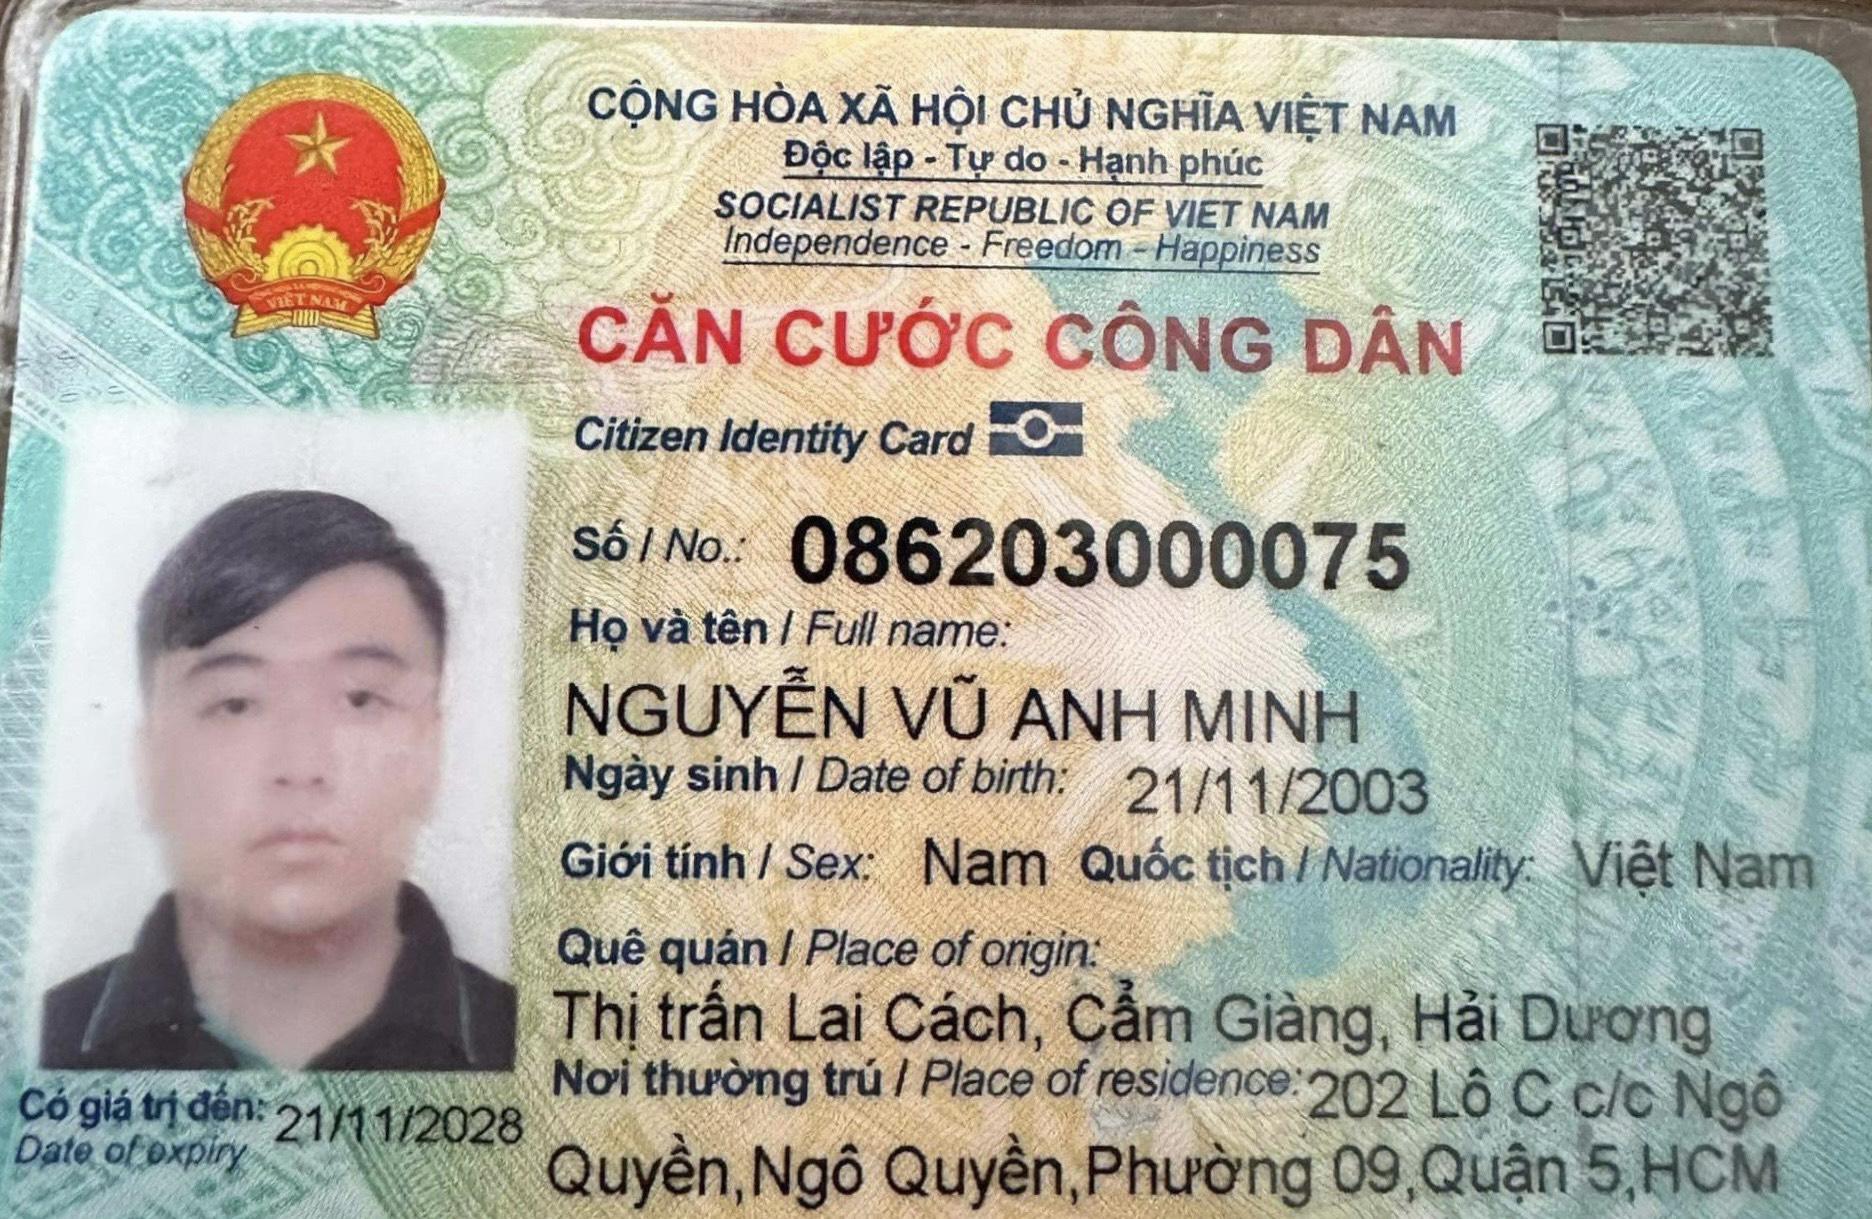 CỘNG HÒA XÃ HỘI CHỦ NGHĨA VIỆT NAM
Độc lập - Tự do - Hạnh phúc
SOCIALIST REPUBLIC OF VIET NAM
Independence - Freedom - Happiness
CĂN CƯỚC CÔNG DÂN
Citizen Identity Card
VIỆT NAM
Số / No.: 086203000075
Họ và tên / Full name:
NGUYỄN VŨ ANH MINH
Ngày sinh / Date of birth: 21/11/2003
Giới tính / Sex: Nam Quốc tịch / Nationality: Việt Nam
Quê quán / Place of origin:
Thị trấn Lai Cách, Cẩm Giàng, Hải Dương
Nơi thường trú / Place of residence: 202 Lô C c/c Ngô
Quyền,Ngô Quyền,Phường 09,Quận 5,HCM
Có giá trị đến: 21/11/2028
Date of expiry